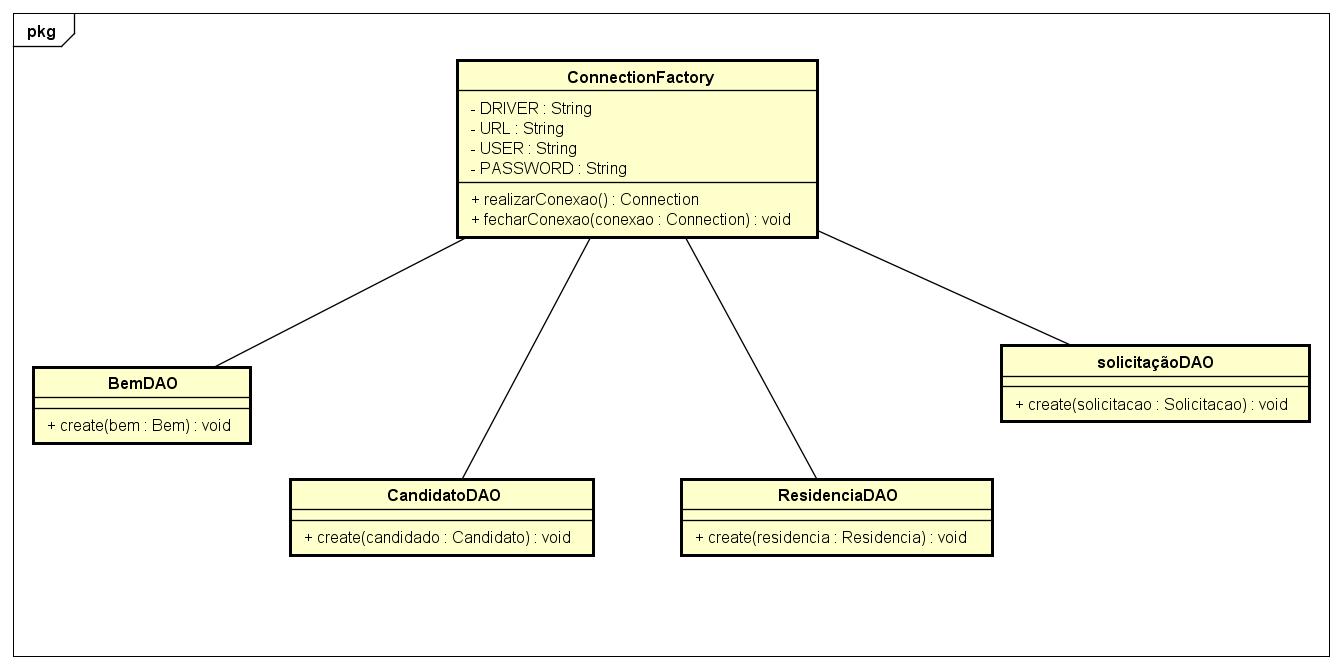 pkg
ConnectionFactory
- DRIVER : String
- URL : String
- USER : String
- PASSWORD : String
+ realizarConexao() : Connection
+ fecharConexao(conexao : Connection) : void
BemDAO
+ create(bem : Bem) : void
solicitaçãoDAO
+ create(solicitacao : Solicitacao) : void
CandidatoDAO
+ create(candidado : Candidato) : void
ResidenciaDAO
+ create(residencia : Residencia) : void